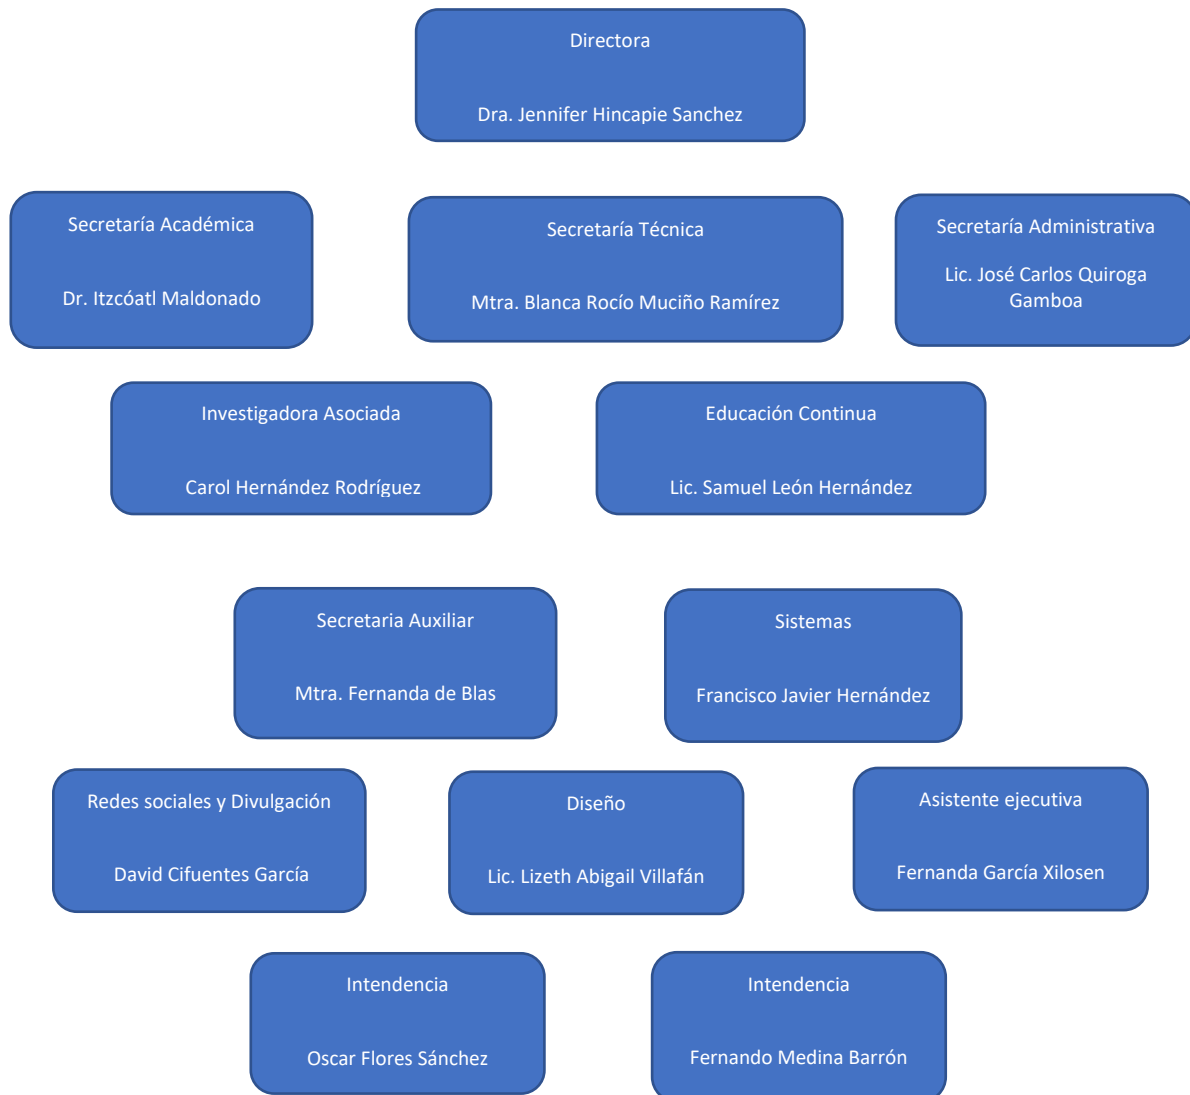 Directora
Dra. Jennifer Hincapie Sanchez
Secretaría Académica
Dr. Itzcóatl Maldonado
Secretaría Técnica
Mtra. Blanca Rocío Muciño Ramírez
Secretaría Administrativa
Lic. José Carlos Quiroga
Gamboa
Investigadora Asociada
Carol Hernández Rodríguez
Educación Continua
Lic. Samuel León Hernández
Secretaria Auxiliar
Mtra. Fernanda de Blas
Sistemas
Francisco Javier Hernández
Redes sociales y Divulgación
David Cifuentes García
Diseño
Lic. Lizeth Abigail Villafán
Asistente ejecutiva
Fernanda García Xilosen
Intendencia
Oscar Flores Sánchez
Intendencia
Fernando Medina Barrón